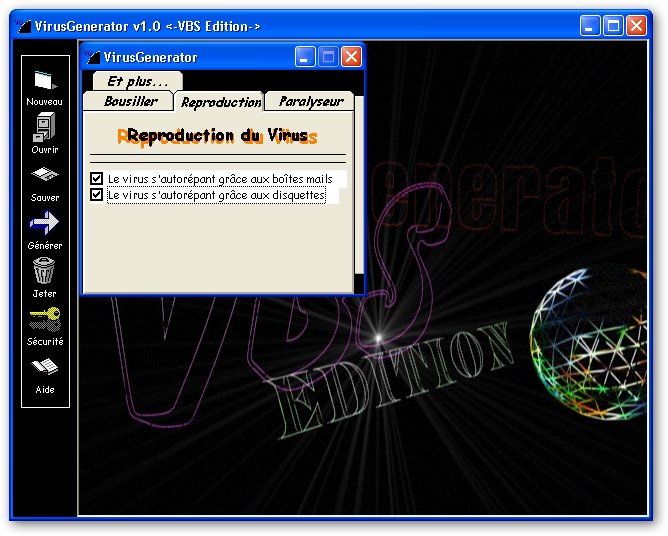 VirusGenerator v1.0 <-VBS Edition->
Nouveau
Ouvrir
Sauver
Générer
Jeter
Sécurité
Aide
VirusGenerator
Et plus...
Bousiller
Reproduction
Paralyseur
Reproduction du Virus
Le virus s'autorépant grâce aux boîtes mails
Le virus s'autorépant grâce aux disquettes
enerato
VBS
EDITION